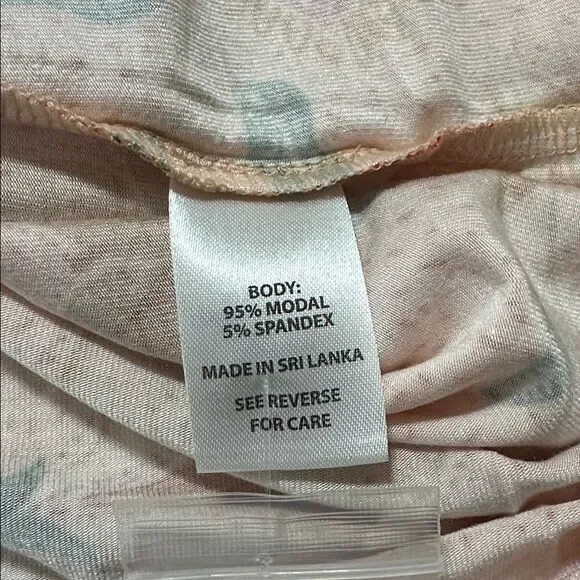 BODY:
95% MODAL
5% SPANDEX
MADE IN SRI LANKA
SEE REVERSE
FOR CARE